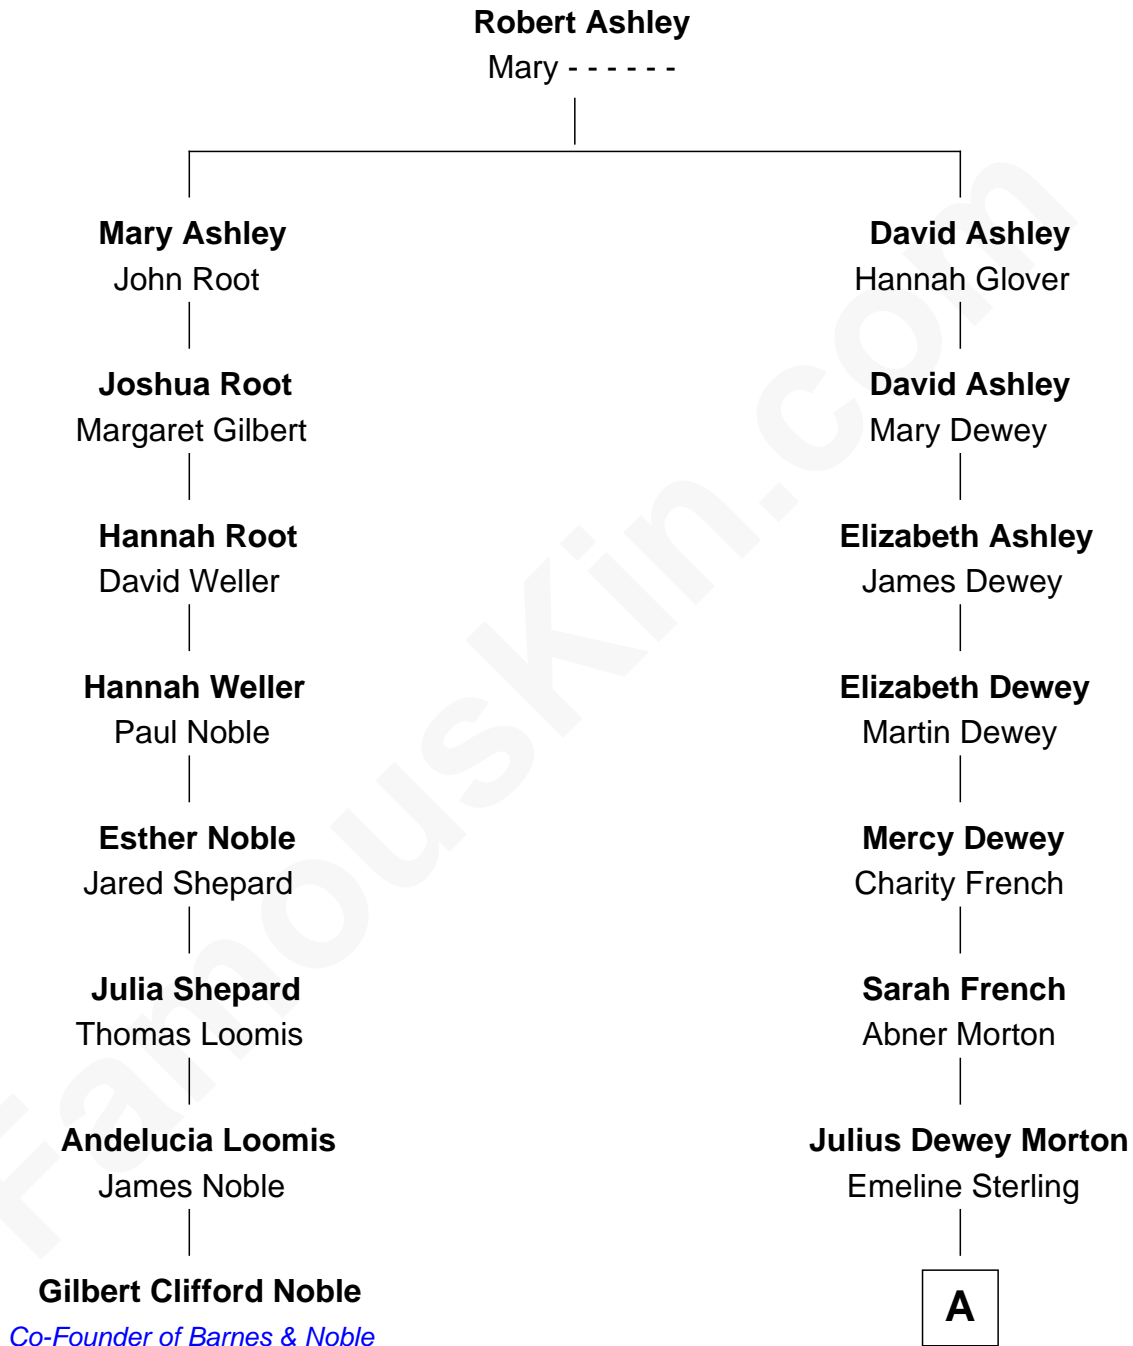 Robert Ashley
Mary - - - - - -
Mary Ashley
John Root
David Ashley
Hannah Glover
Joshua Root
Margaret Gilbert
David Ashley
Mary Dewey
Hannah Root
David Weller
Elizabeth Ashley
James Dewey
Hannah Weller
Paul Noble
Elizabeth Dewey
Martin Dewey
Esther Noble
Jared Shepard
Mercy Dewey
Charity French
Julia Shepard
Thomas Loomis
Sarah French
Abner Morton
Andelucia Loomis
James Noble
Julius Dewey Morton
Emeline Sterling
Gilbert Clifford Noble
Co-Founder of Barnes & Noble
A
FamousKin.com